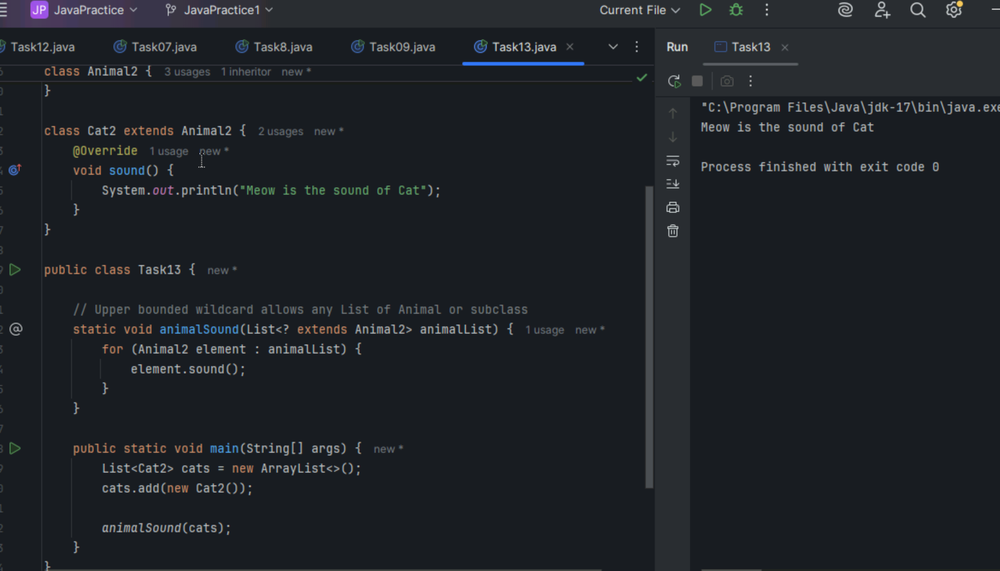 JP JavaPractice JavaPractice1 Current File
Task12.java Task07.java Task8.java Task09.java Task13.java
Run Task13
class Animal2 { 3 usages 1 inheritor new *
}
class Cat2 extends Animal2 { 2 usages new *
@Override 1 usage new *
void sound() {
System.out.println("Meow is the sound of Cat");
}
}
public class Task13 { new *
// Upper bounded wildcard allows any List of Animal or subclass
static void animalSound(List<? extends Animal2> animalList) { 1 usage new *
for (Animal2 element : animalList) {
element.sound();
}
}
public static void main(String[] args) { new *
List<Cat2> cats = new ArrayList<>();
cats.add(new Cat2());
animalSound(cats);
}
}
"C:\Program Files\Java\jdk-17\bin\java.exe
Meow is the sound of Cat
Process finished with exit code 0